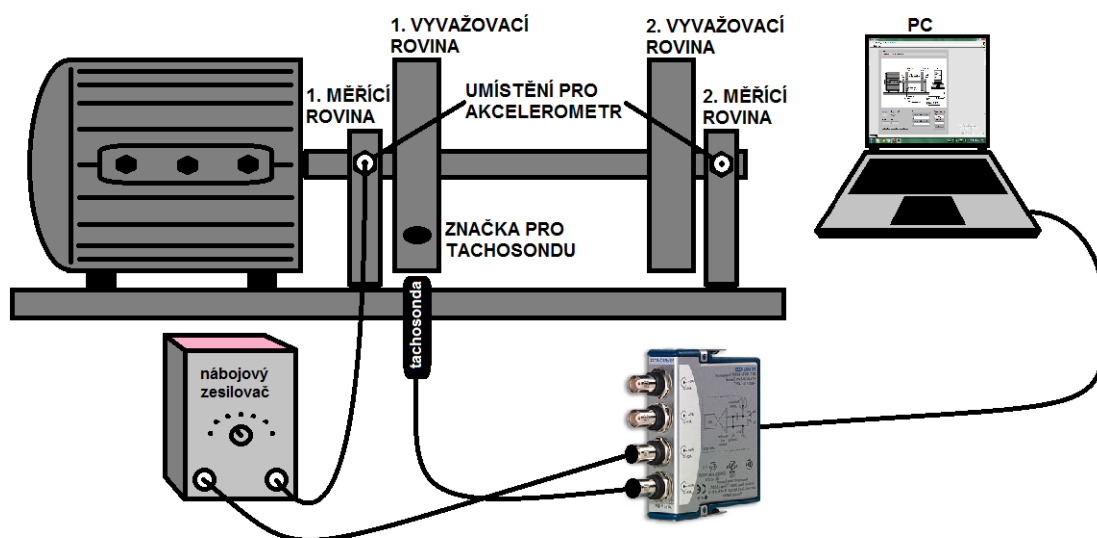 1. VYVAŽOVACÍ
ROVINA
2. VYVAŽOVACÍ
ROVINA
PC
1. MĚŘÍCÍ
ROVINA
UMÍSTĚNÍ PRO
AKCELEROMETR
2. MĚŘÍCÍ
ROVINA
ZNAČKA PRO
TACHOSONDU
tachosonda
nábojový
zesilovač